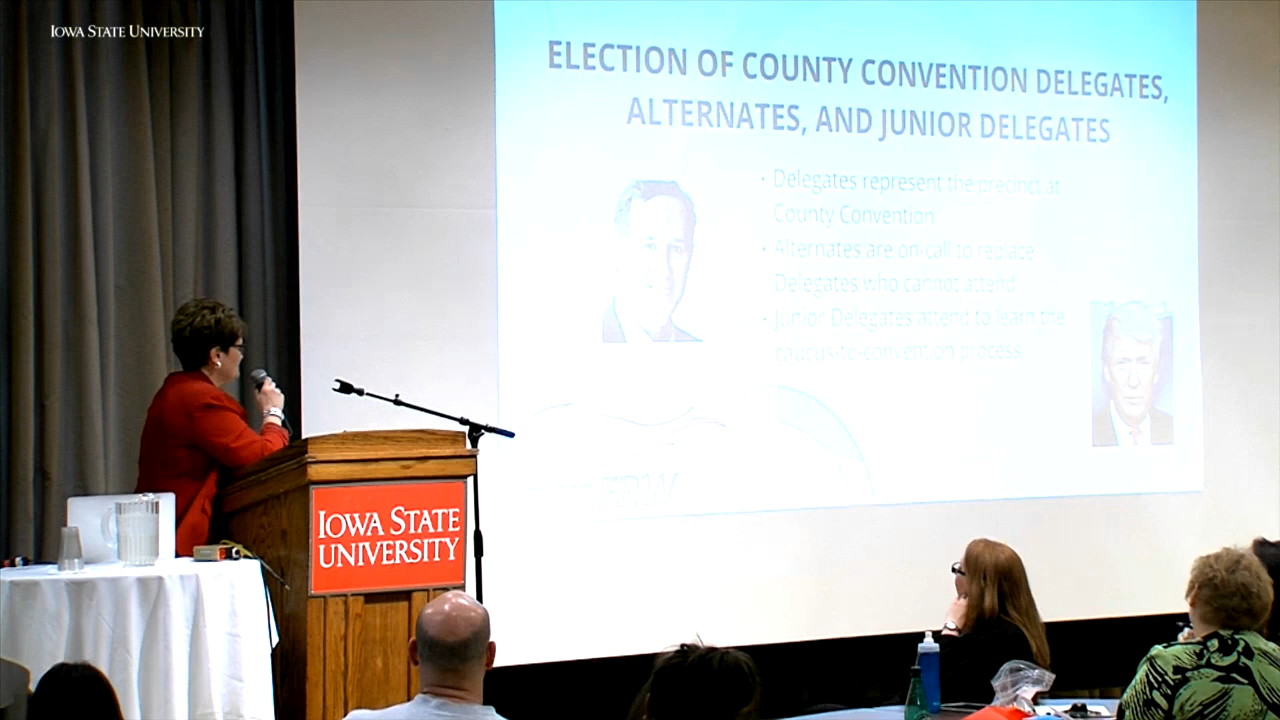 IOWA STATE UNIVERSITY
ELECTION OF COUNTY CONVENTION DELEGATES,
ALTERNATES, AND JUNIOR DELEGATES
• Delegates represent the precinct at
County Convention
• Alternates are on-call to replace
Delegates who cannot attend
• Junior Delegates attend to learn the
caucus-to-convention process
IOWA STATE
UNIVERSITY